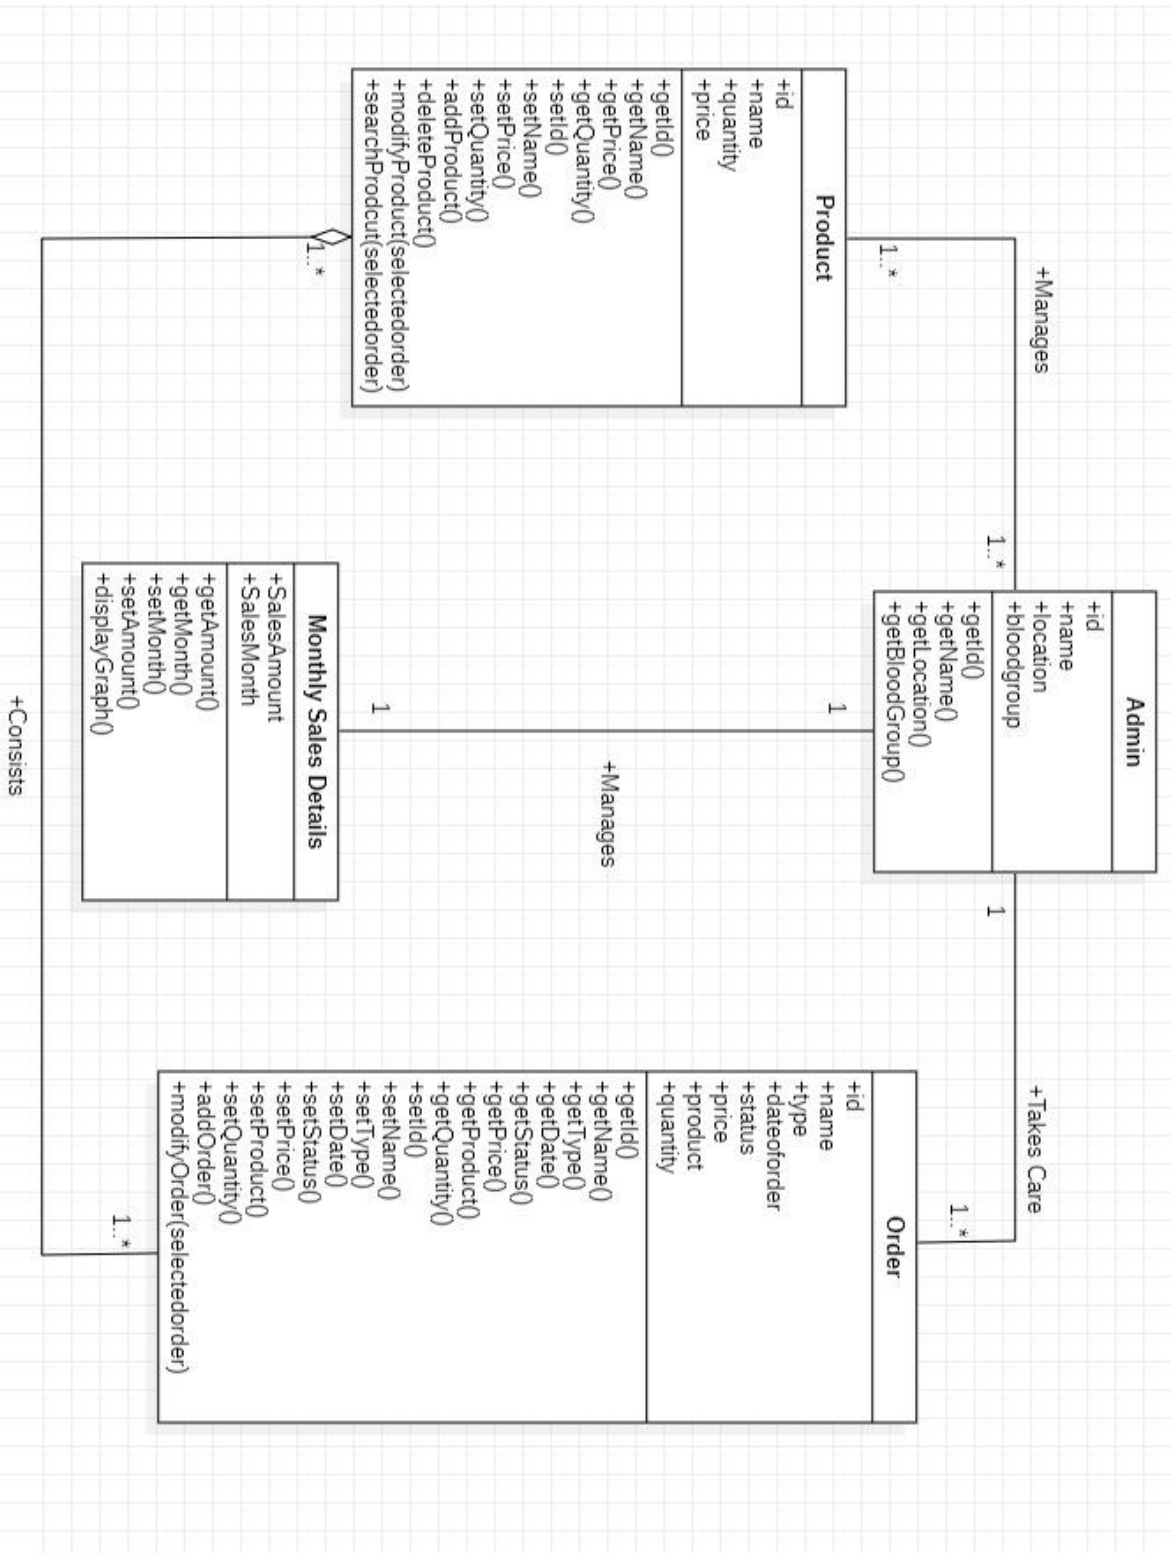 Admin
+id
+name
+location
+bloodgroup
+getId()
+getName()
+getLocation()
+getBloodGroup()
+Manages
1..*
1..*
1
+Takes Care
1..*
Product
+id
+name
+quantity
+price
+getId()
+getName()
+getPrice()
+getQuantity()
+setId()
+setName()
+setPrice()
+setQuantity()
+addProduct()
+deleteProduct()
+modifyProduct(selectedorder)
+searchProdcut(selectedorder)
1..*
1
+Manages
1
Monthly Sales Details
+SalesAmount
+SalesMonth
+getAmount()
+getMonth()
+setMonth()
+setAmount()
+displayGraph()
Order
+id
+name
+type
+dateoforder
+status
+price
+product
+quantity
+getId()
+getName()
+getType()
+getDate()
+getStatus()
+getPrice()
+getProduct()
+getQuantity()
+setId()
+setName()
+setType()
+setDate()
+setStatus()
+setPrice()
+setProduct()
+setQuantity()
+addOrder()
+modifyOrder(selectedorder)
1..*
+Consists